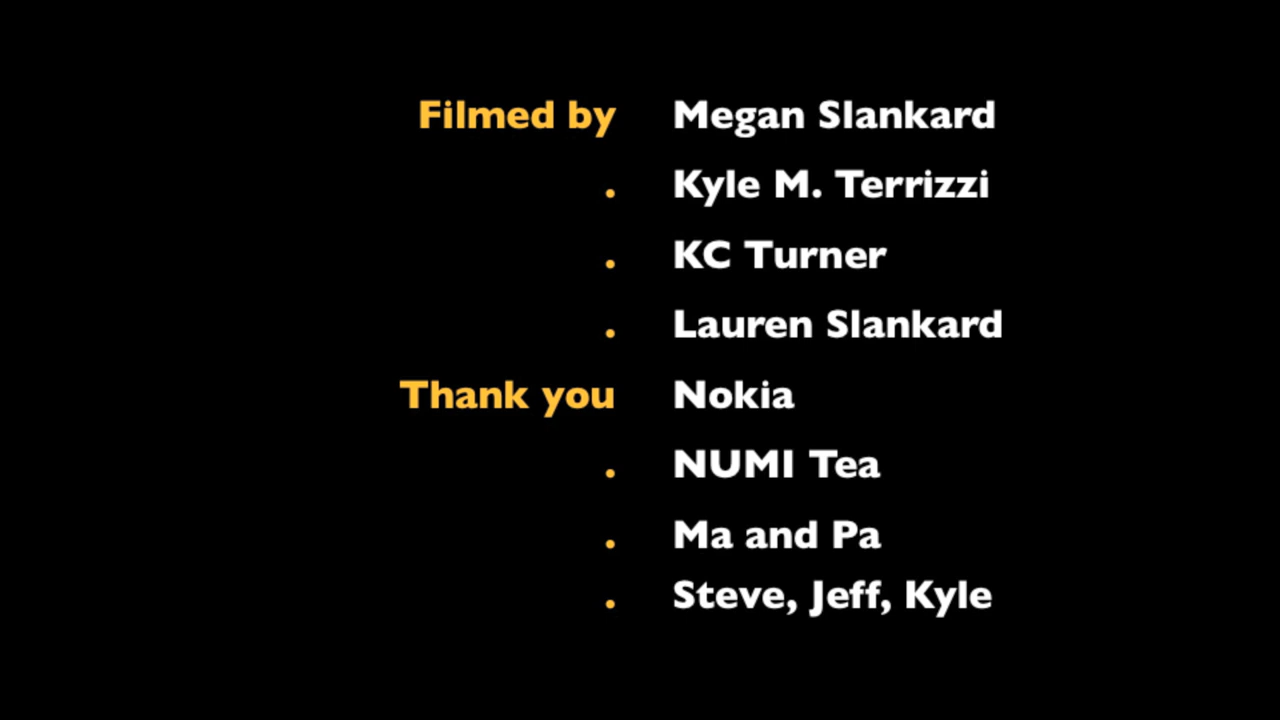 Filmed by Megan Slankard
. Kyle M. Terrizzi
. KC Turner
. Lauren Slankard
Thank you Nokia
. NUMI Tea
. Ma and Pa
. Steve, Jeff, Kyle